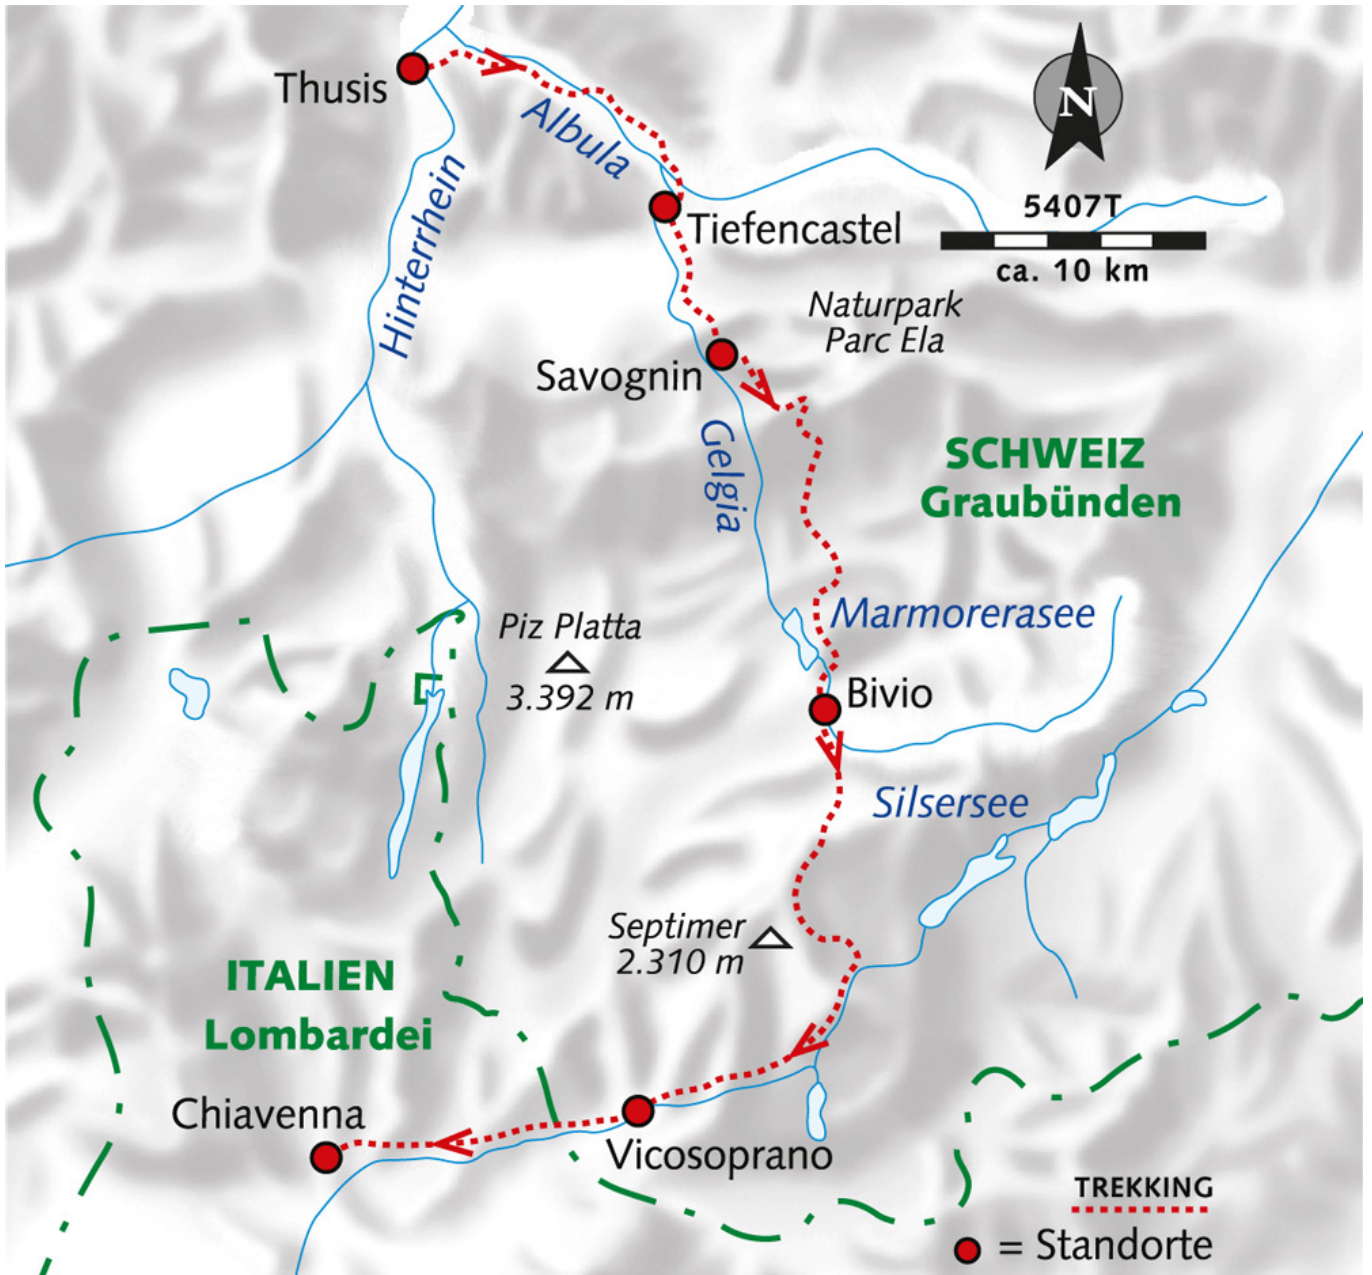 Thusis
Albula
Hinterrhein
N
5407T
ca. 10 km
Tiefencastel
Naturpark
Parc Ela
Savognin
Gelgia
SCHWEIZ
Graubünden
Marmorerasee
Piz Platta
3.392 m
Bivio
Silsersee
Septimer
2.310 m
ITALIEN
Lombardei
Chiavenna
Vicosoprano
TREKKING
= Standorte